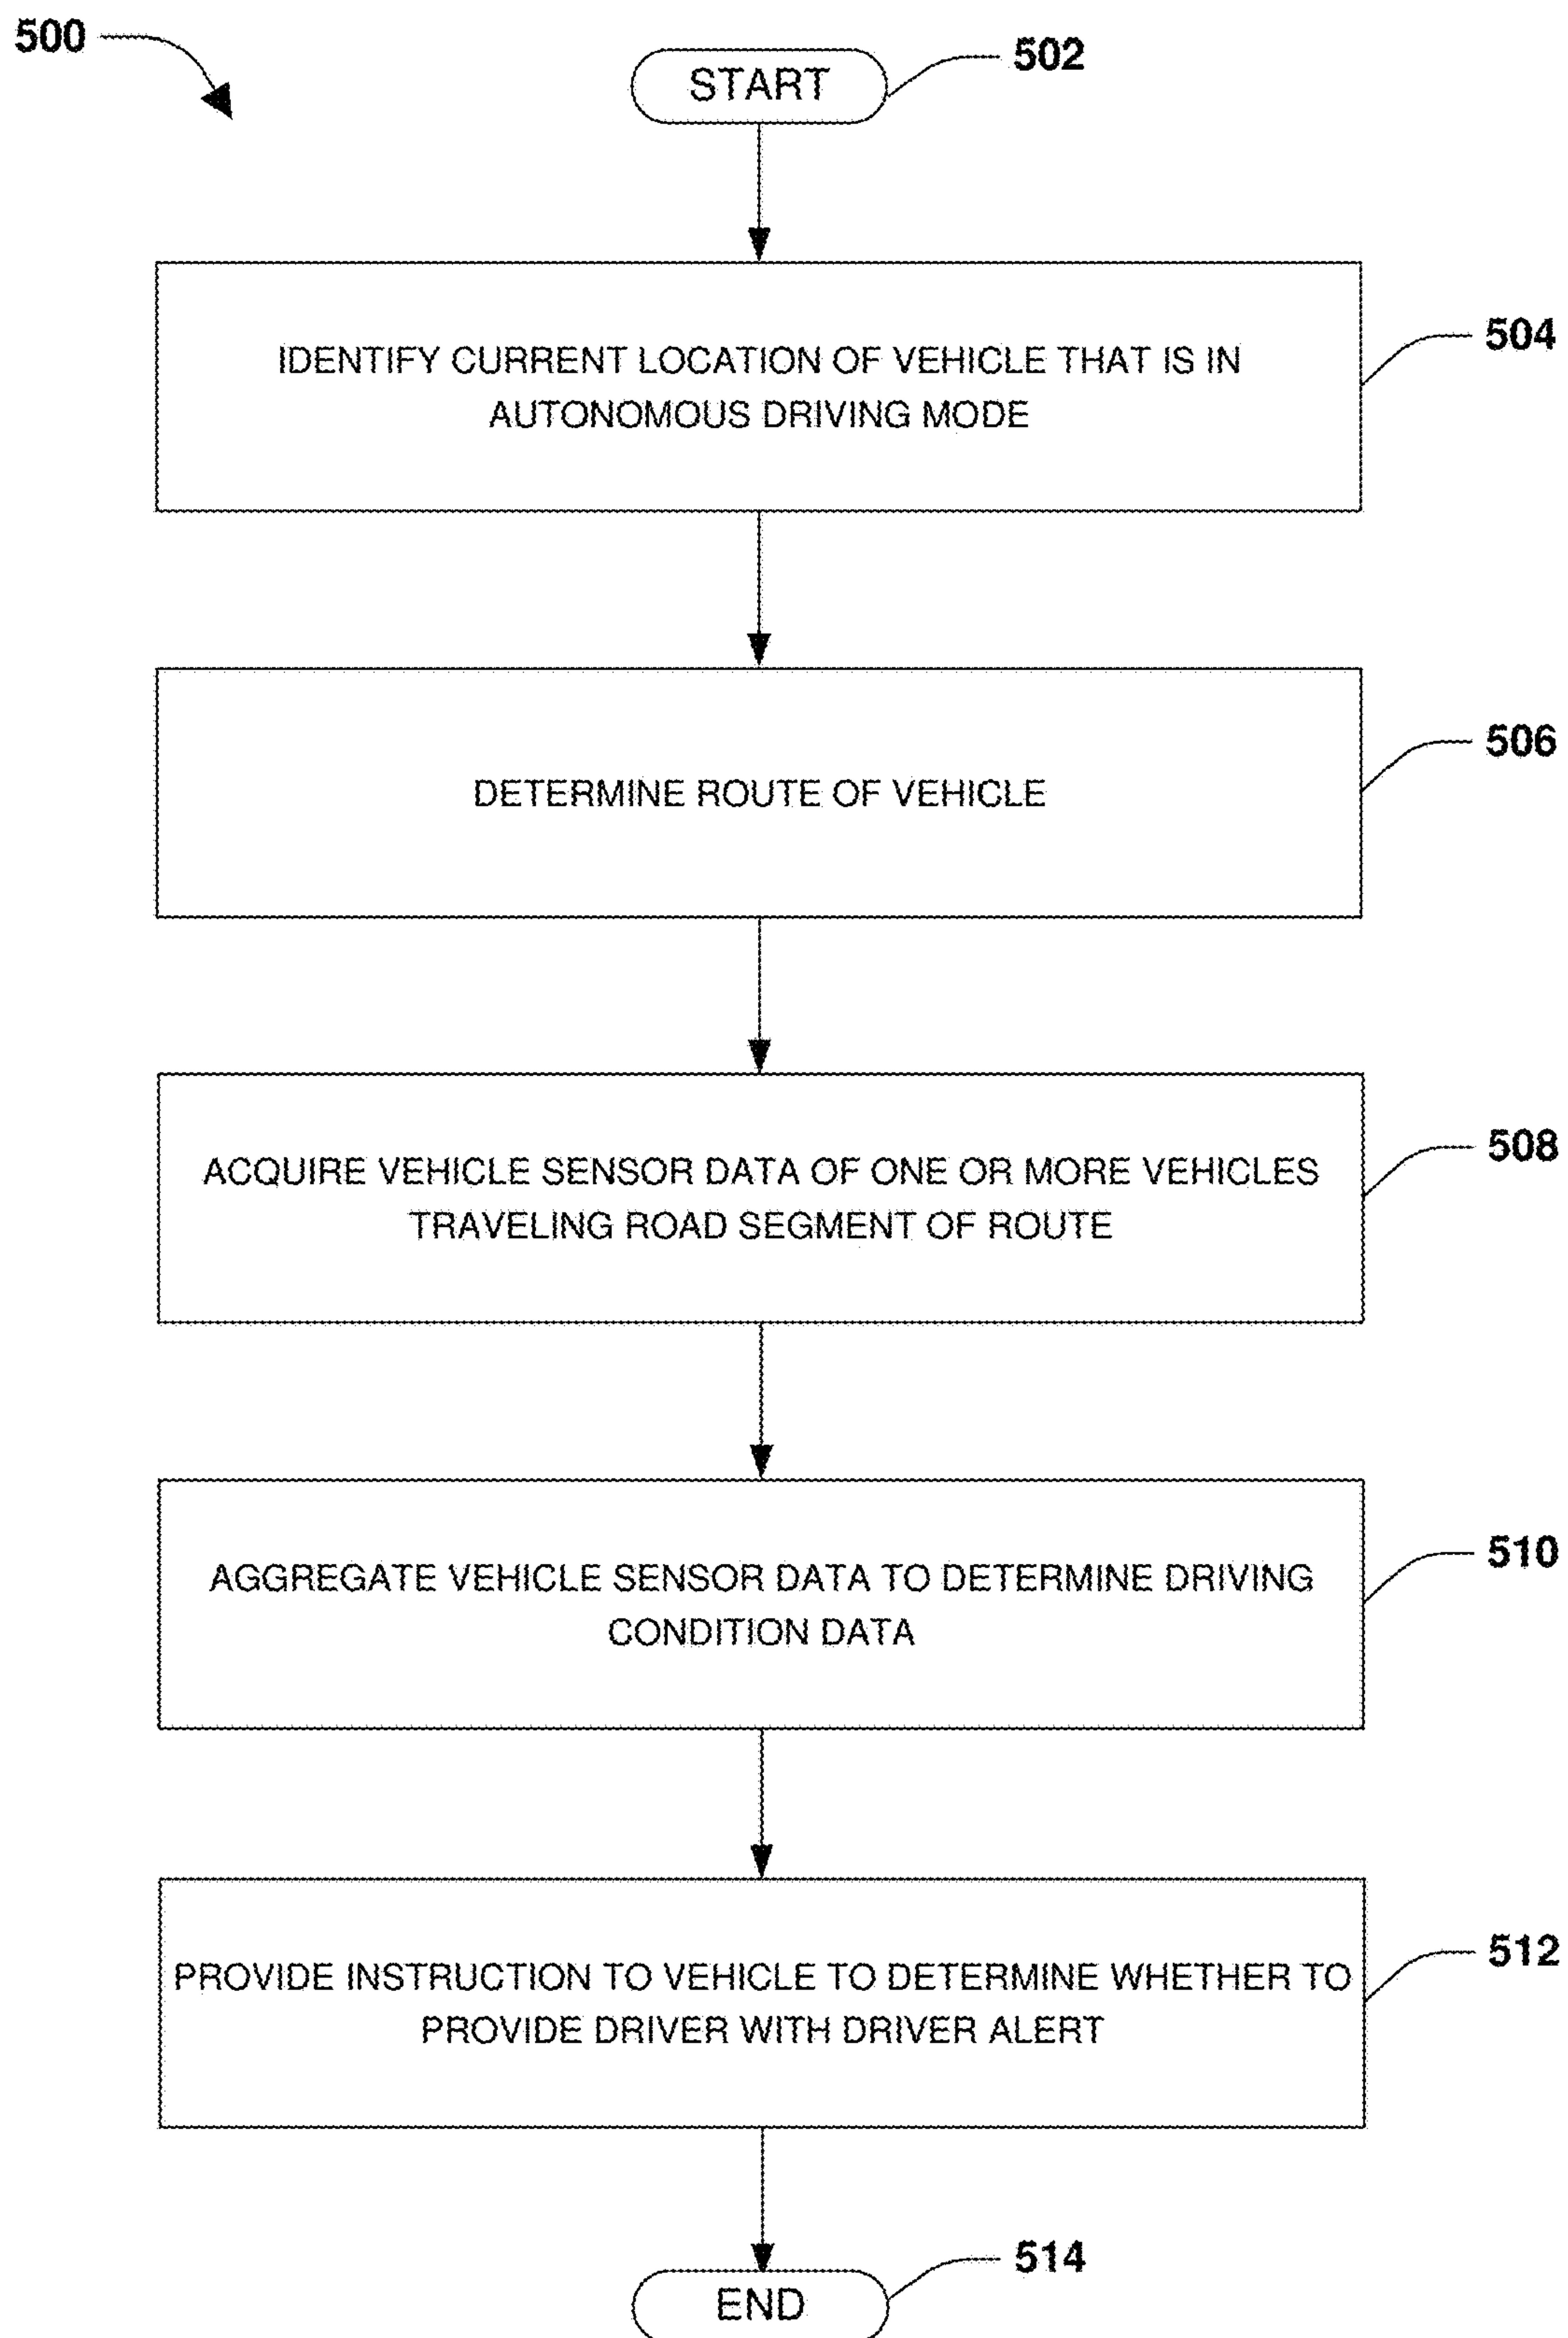 500
START
502
IDENTIFY CURRENT LOCATION OF VEHICLE THAT IS IN
AUTONOMOUS DRIVING MODE
504
DETERMINE ROUTE OF VEHICLE
506
ACQUIRE VEHICLE SENSOR DATA OF ONE OR MORE VEHICLES
TRAVELING ROAD SEGMENT OF ROUTE
508
AGGREGATE VEHICLE SENSOR DATA TO DETERMINE DRIVING
CONDITION DATA
510
PROVIDE INSTRUCTION TO VEHICLE TO DETERMINE WHETHER TO
PROVIDE DRIVER WITH DRIVER ALERT
512
END
514